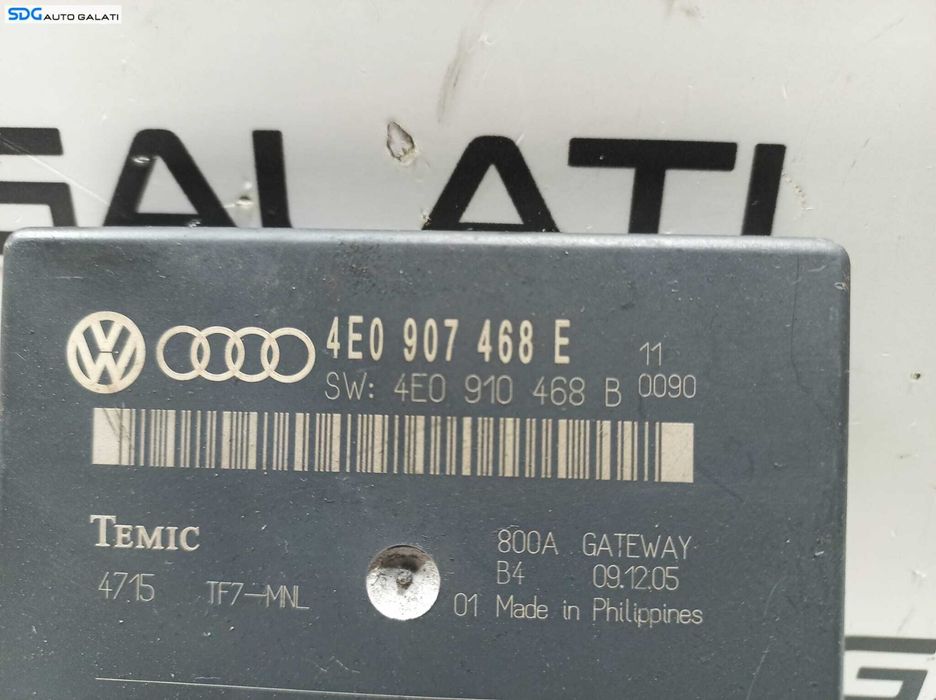 SDG AUTO GALATI
GALATI
4E0 907 468 E
11
SW: 4E0 910 468 B 0090
TEMIC
800A GATEWAY
4715 TF7-MNL
B4 09.12.05
01 Made in Philippines